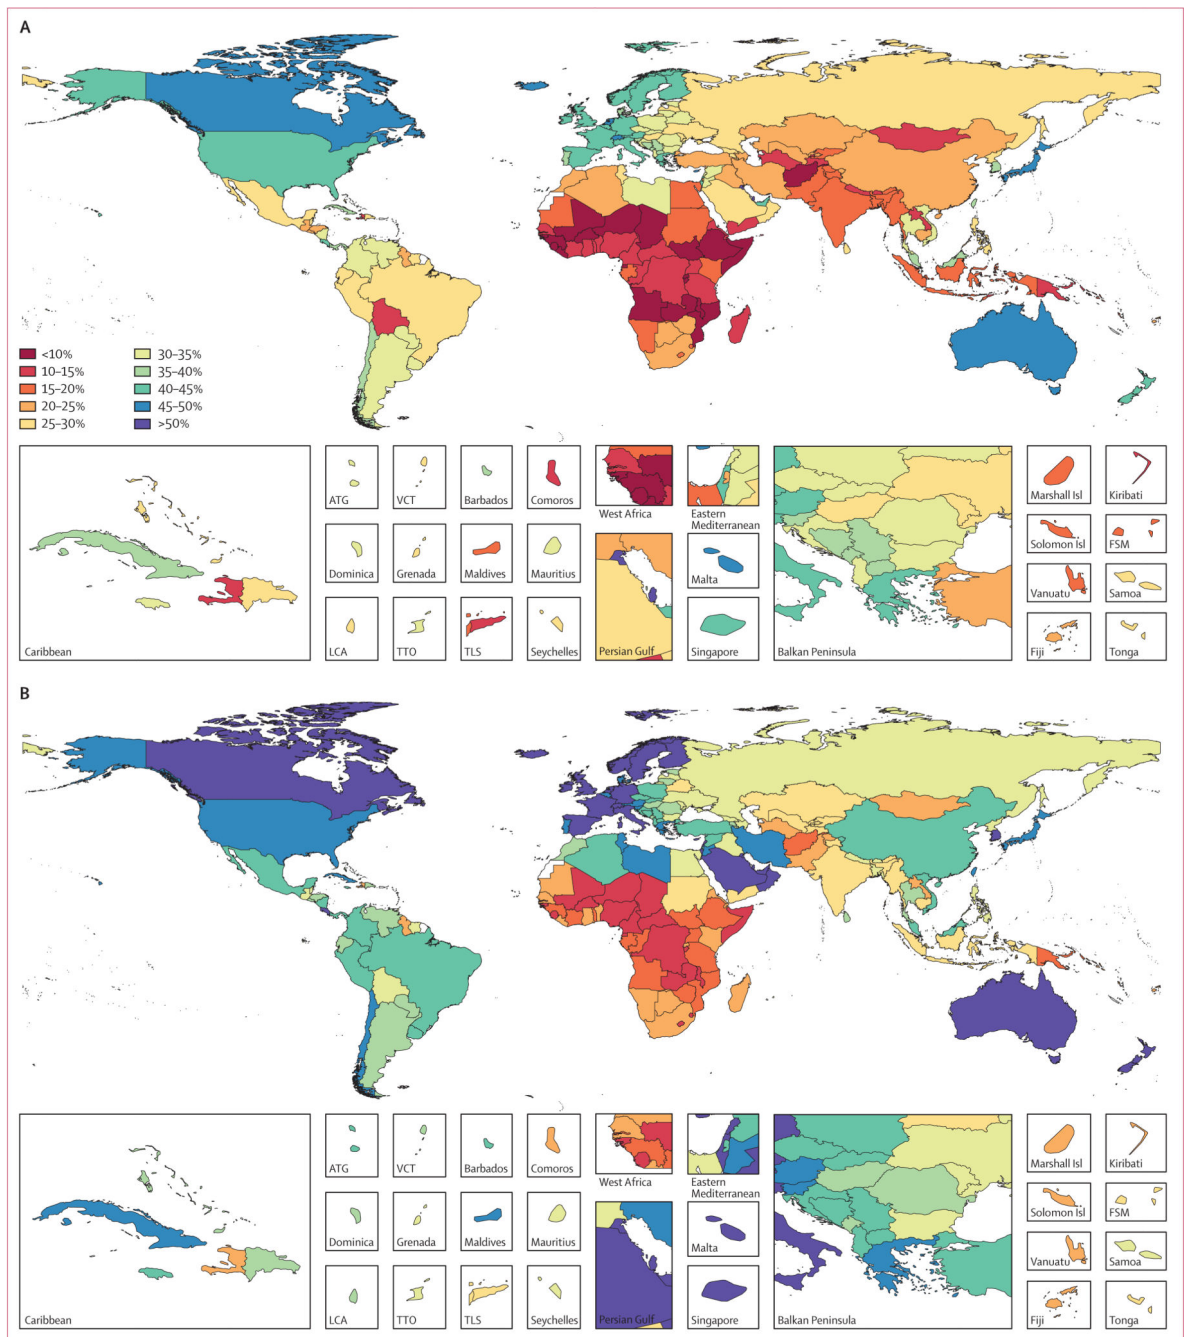 A
<10%
10–15%
15–20%
20–25%
25–30%
30–35%
35–40%
40–45%
45–50%
>50%
Caribbean
ATG
VCT
Barbados
Comoros
West Africa
Eastern
Mediterranean
Marshall Isl
Kiribati
Dominica
Grenada
Maldives
Mauritius
Malta
Solomon Isl
FSM
Vanuatu
Samoa
LCA
TTO
TLS
Seychelles
Persian Gulf
Singapore
Balkan Peninsula
Fiji
Tonga
B
Caribbean
ATG
VCT
Barbados
Comoros
West Africa
Eastern
Mediterranean
Marshall Isl
Kiribati
Dominica
Grenada
Maldives
Mauritius
Malta
Solomon Isl
FSM
Vanuatu
Samoa
LCA
TTO
TLS
Seychelles
Persian Gulf
Singapore
Balkan Peninsula
Fiji
Tonga